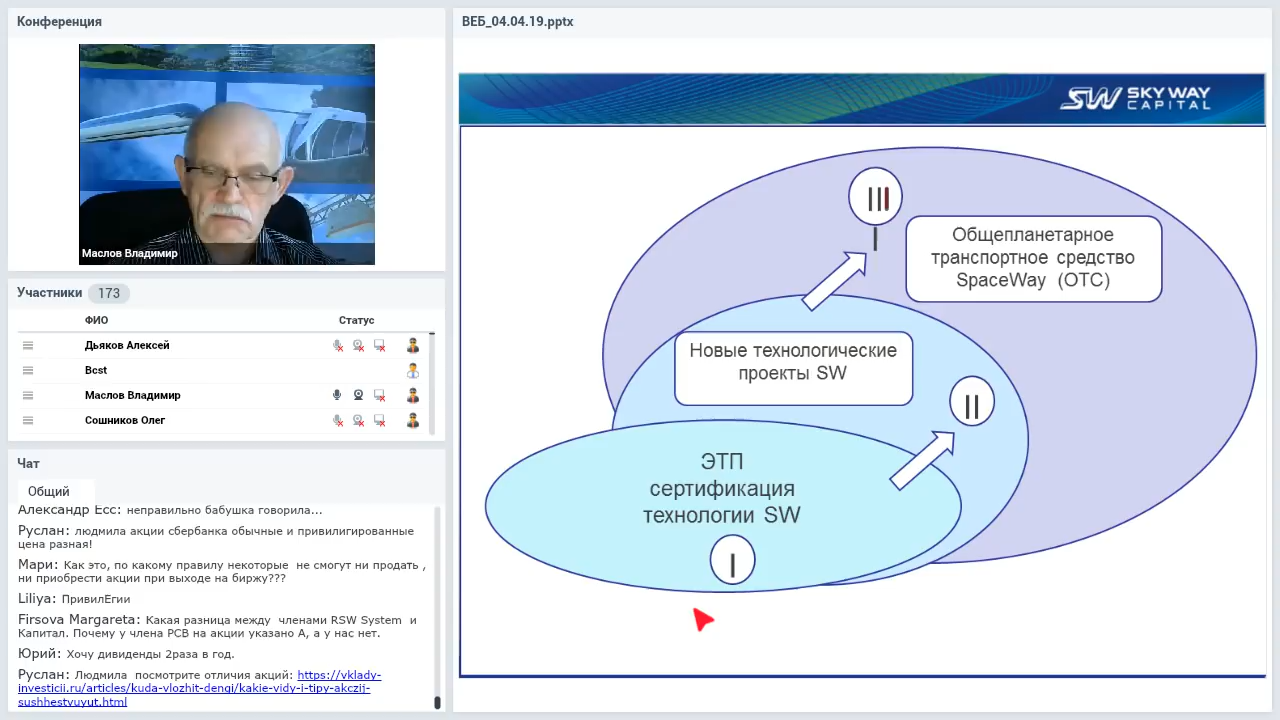 Конференция
Маслов Владимир
Участники 173
ФИО Статус
Дьяков Алексей
Bcst
Маслов Владимир
Сошников Олег
Чат
Общий
Александр Есс: неправильно бабушка говорила...
Руслан: людмила акции сбербанка обычные и привилигированные
цена разная!
Мари: Как это, по какому правилу некоторые не смогут ни продать ,
ни приобрести акции при выходе на биржу???
Liliya: ПривилЕгии
Firsova Margareta: Какая разница между членами RSW System и
Капитал. Почему у члена РСВ на акции указано А, а у нас нет.
Юрий: Хочу дивиденды 2раза в год.
Руслан: Людмила посмотрите отличия акций: https://vklady-
investicii.ru/articles/kuda-vlozhit-dengi/kakie-vidy-i-tipy-akczij-
sushhestvuyut.html
ВЕБ_04.04.19.pptx
SW SKY WAY
CAPITAL
III
I
Общепланетарное
транспортное средство
SpaceWay (ОТС)
Новые технологические
проекты SW
II
ЭТП
сертификация
технологии SW
I